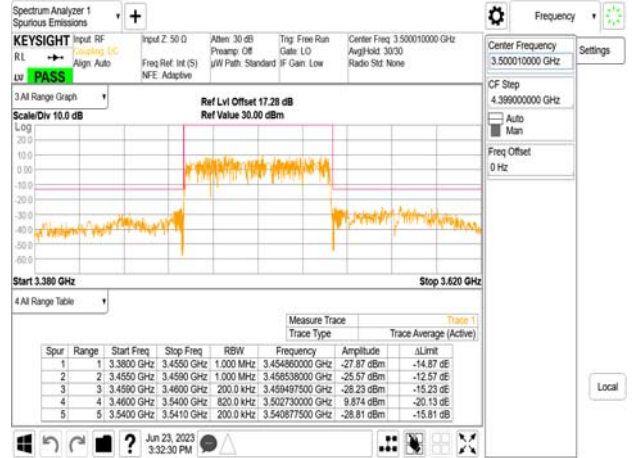 Spectrum Analyzer 1
Spurious Emissions
Frequency
KEYSIGHT Input: RF Input Z: 50 Ω Atten: 30 dB Trig: Free Run Center Freq: 3.500010000 GHz
RL Coupling: DC Preamp: Off Gate: LO Avg|Hold: 30/30
Align: Auto Freq Ref: Int (S) µW Path: Standard IF Gain: Low Radio Std: None
NFE: Adaptive
PASS
Center Frequency
3.500010000 GHz
Settings
CF Step
4.399000000 GHz
Auto
Man
Freq Offset
0 Hz
Local
3 All Range Graph
Ref Lvl Offset 17.28 dB
Scale/Div 10.0 dB Ref Value 30.00 dBm
Log
20.0
10.0
0.00
-10.0
-20.0
-30.0
-40.0
-50.0
-60.0
Start 3.380 GHz Stop 3.620 GHz
4 All Range Table
Measure Trace Trace 1
Trace Type Trace Average (Active)
Spur Range Start Freq Stop Freq RBW Frequency Amplitude ΔLimit
1 1 3.3800 GHz 3.4550 GHz 1.000 MHz 3.454860000 GHz -27.87 dBm -14.87 dB
2 2 3.4550 GHz 3.4590 GHz 1.000 MHz 3.458538000 GHz -25.57 dBm -12.57 dB
3 3 3.4590 GHz 3.4600 GHz 200.0 kHz 3.459497500 GHz -28.23 dBm -15.23 dB
4 4 3.4600 GHz 3.5400 GHz 820.0 kHz 3.502730000 GHz 9.874 dBm -20.13 dB
5 5 3.5400 GHz 3.5410 GHz 200.0 kHz 3.540877500 GHz -28.81 dBm -15.81 dB
? Jun 23, 2023
3:32:30 PM